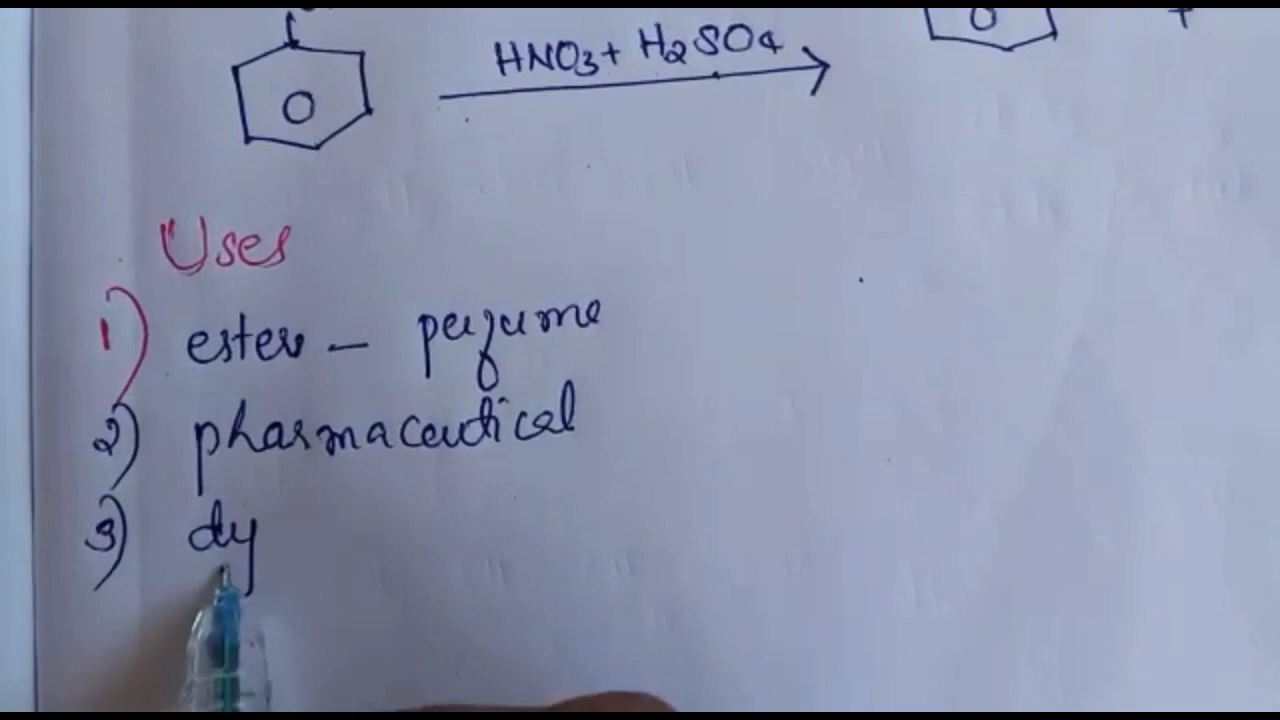 HNO3 + H2SO4
O
O
+
Uses
1) ester - perfume
2) pharmaceutical
3) dy